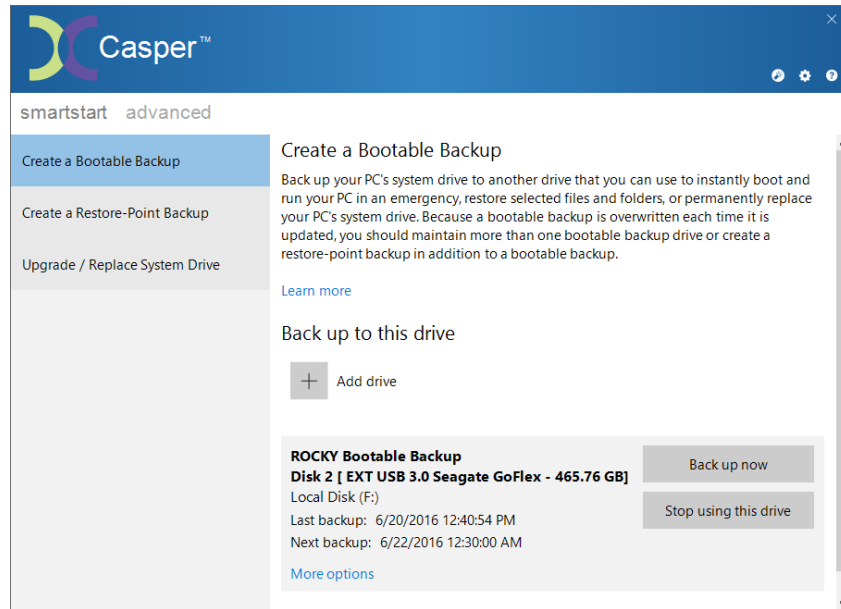 Casper™
smartstart advanced
Create a Bootable Backup
Create a Restore-Point Backup
Upgrade / Replace System Drive
Create a Bootable Backup
Back up your PC's system drive to another drive that you can use to instantly boot and
run your PC in an emergency, restore selected files and folders, or permanently replace
your PC's system drive. Because a bootable backup is overwritten each time it is
updated, you should maintain more than one bootable backup drive or create a
restore-point backup in addition to a bootable backup.
Learn more
Back up to this drive
Add drive
ROCKY Bootable Backup
Disk 2 [ EXT USB 3.0 Seagate GoFlex - 465.76 GB]
Local Disk (F:)
Last backup: 6/20/2016 12:40:54 PM
Next backup: 6/22/2016 12:30:00 AM
More options
Back up now
Stop using this drive